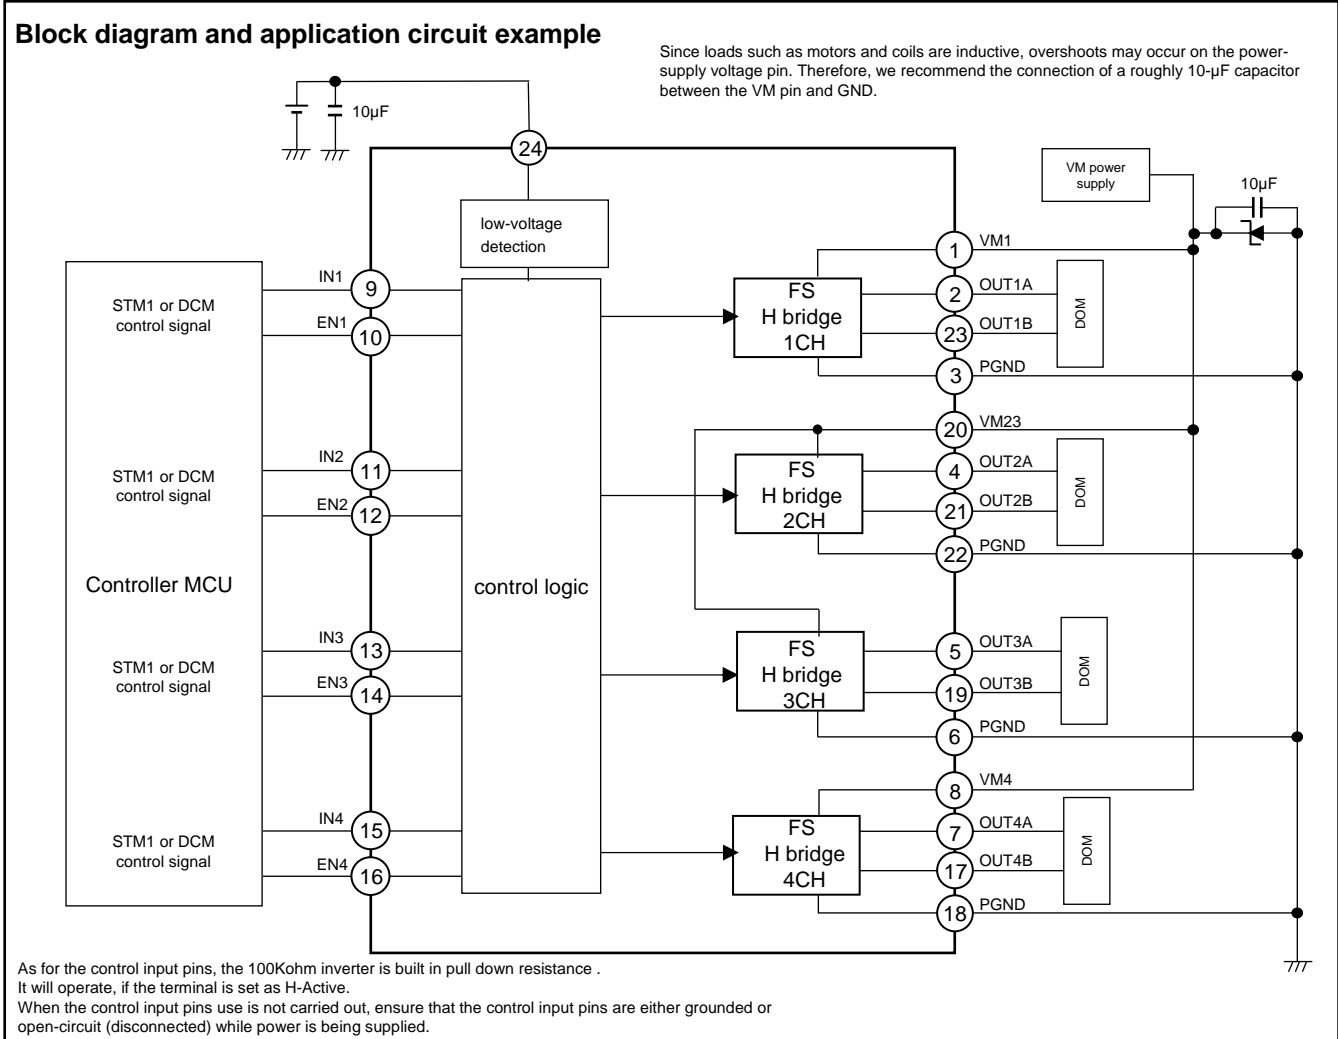 Block diagram and application circuit example
Since loads such as motors and coils are inductive, overshoots may occur on the power-
supply voltage pin. Therefore, we recommend the connection of a roughly 10-µF capacitor
between the VM pin and GND.
10µF
24
VM power
supply
10µF
low-voltage
detection
1
VM1
STM1 or DCM
control signal
IN1
9
EN1
10
FS
H bridge
1CH
2
OUT1A
23
OUT1B
DOM
3
PGND
20
VM23
STM1 or DCM
control signal
IN2
11
EN2
12
FS
H bridge
2CH
4
OUT2A
21
OUT2B
DOM
22
PGND
Controller MCU
control logic
STM1 or DCM
control signal
IN3
13
EN3
14
FS
H bridge
3CH
5
OUT3A
19
OUT3B
DOM
6
PGND
8
VM4
STM1 or DCM
control signal
IN4
15
EN4
16
FS
H bridge
4CH
7
OUT4A
17
OUT4B
DOM
18
PGND
As for the control input pins, the 100Kohm inverter is built in pull down resistance .
It will operate, if the terminal is set as H-Active.
When the control input pins use is not carried out, ensure that the control input pins are either grounded or
open-circuit (disconnected) while power is being supplied.